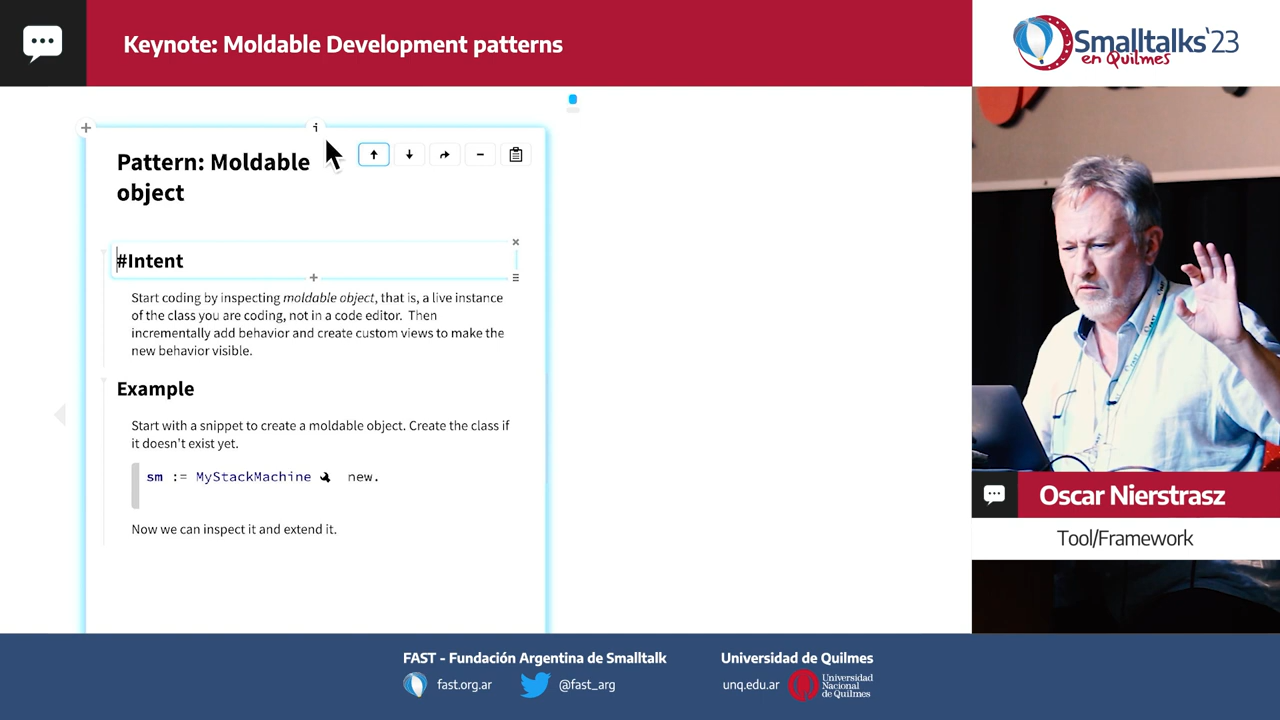 Keynote: Moldable Development patterns
Smalltalks'23
en Quilmes
i
Pattern: Moldable
object
#Intent
Start coding by inspecting moldable object, that is, a live instance
of the class you are coding, not in a code editor. Then
incrementally add behavior and create custom views to make the
new behavior visible.
Example
Start with a snippet to create a moldable object. Create the class if
it doesn't exist yet.
sm := MyStackMachine new.
Now we can inspect it and extend it.
Oscar Nierstrasz
Tool/Framework
FAST - Fundación Argentina de Smalltalk
fast.org.ar
@fast_arg
Universidad de Quilmes
unq.edu.ar
Universidad
Nacional
de Quilmes